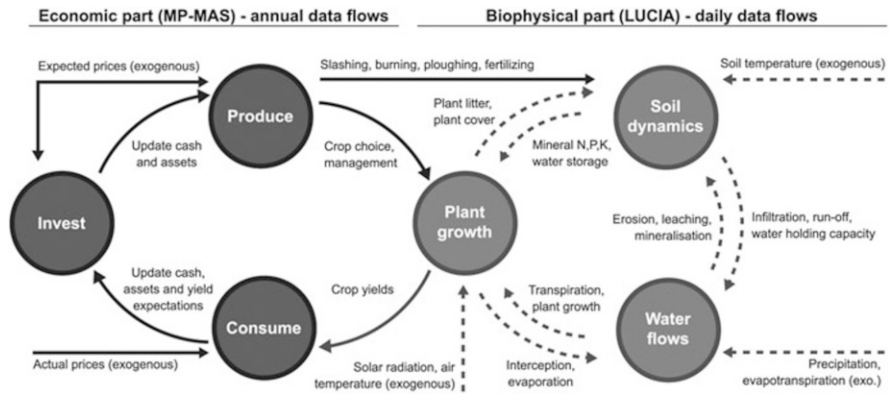 Economic part (MP-MAS) - annual data flows
Biophysical part (LUCIA) - daily data flows
Expected prices (exogenous)
Slashing, burning, ploughing, fertilizing
Soil temperature (exogenous)
Produce
Soil
dynamics
Plant litter,
plant cover
Update cash
and assets
Crop choice,
management
Mineral N,P,K,
water storage
Invest
Plant
growth
Erosion, leaching,
mineralisation
Infiltration, run-off,
water holding capacity
Update cash,
assets and yield
expectations
Crop yields
Transpiration,
plant growth
Consume
Water
flows
Actual prices (exogenous)
Solar radiation, air
temperature (exogenous)
Interception,
evaporation
Precipitation,
evapotranspiration (exo.)